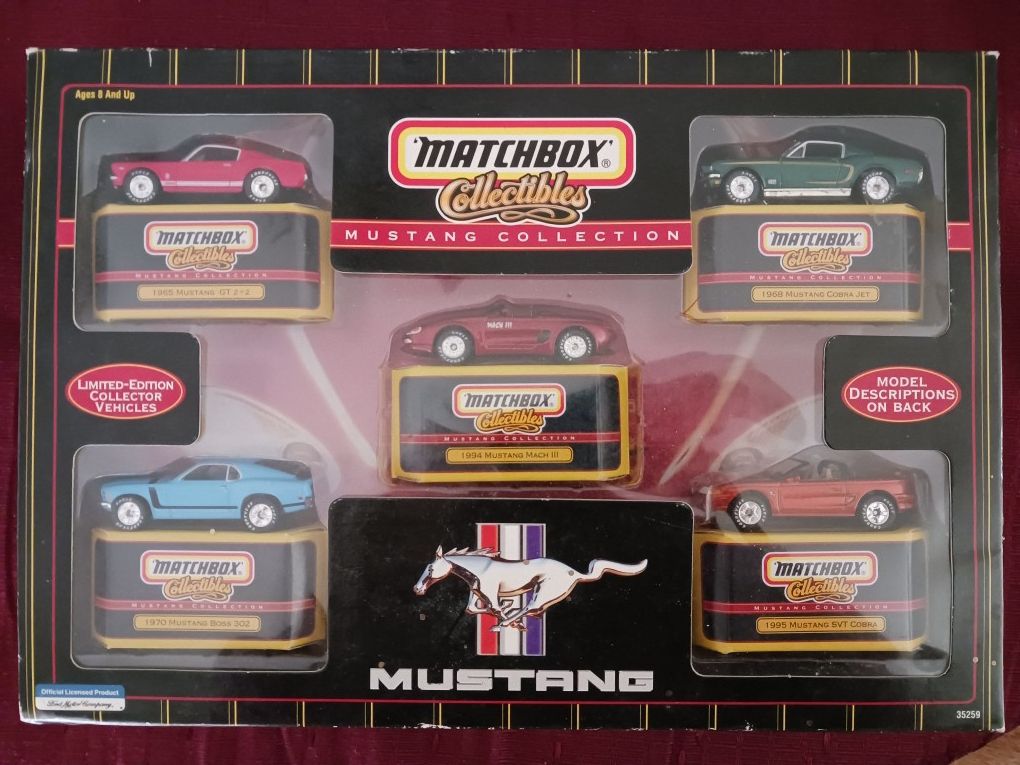 Ages 8 And Up
MATCHBOX®
Collectibles
MUSTANG COLLECTION
MATCHBOX
Collectibles
MUSTANG COLLECTION
1965 MUSTANG GT 2+2
MATCHBOX
Collectibles
MUSTANG COLLECTION
1968 MUSTANG COBRA JET
MACH III
MATCHBOX
Collectibles
MUSTANG COLLECTION
1994 MUSTANG MACH III
LIMITED-EDITION
COLLECTOR
VEHICLES
MODEL
DESCRIPTIONS
ON BACK
MATCHBOX
Collectibles
MUSTANG COLLECTION
1970 MUSTANG BOSS 302
MATCHBOX
Collectibles
MUSTANG COLLECTION
1995 MUSTANG SVT COBRA
MUSTANG
Official Licensed Product
Ford Motor Company
35259